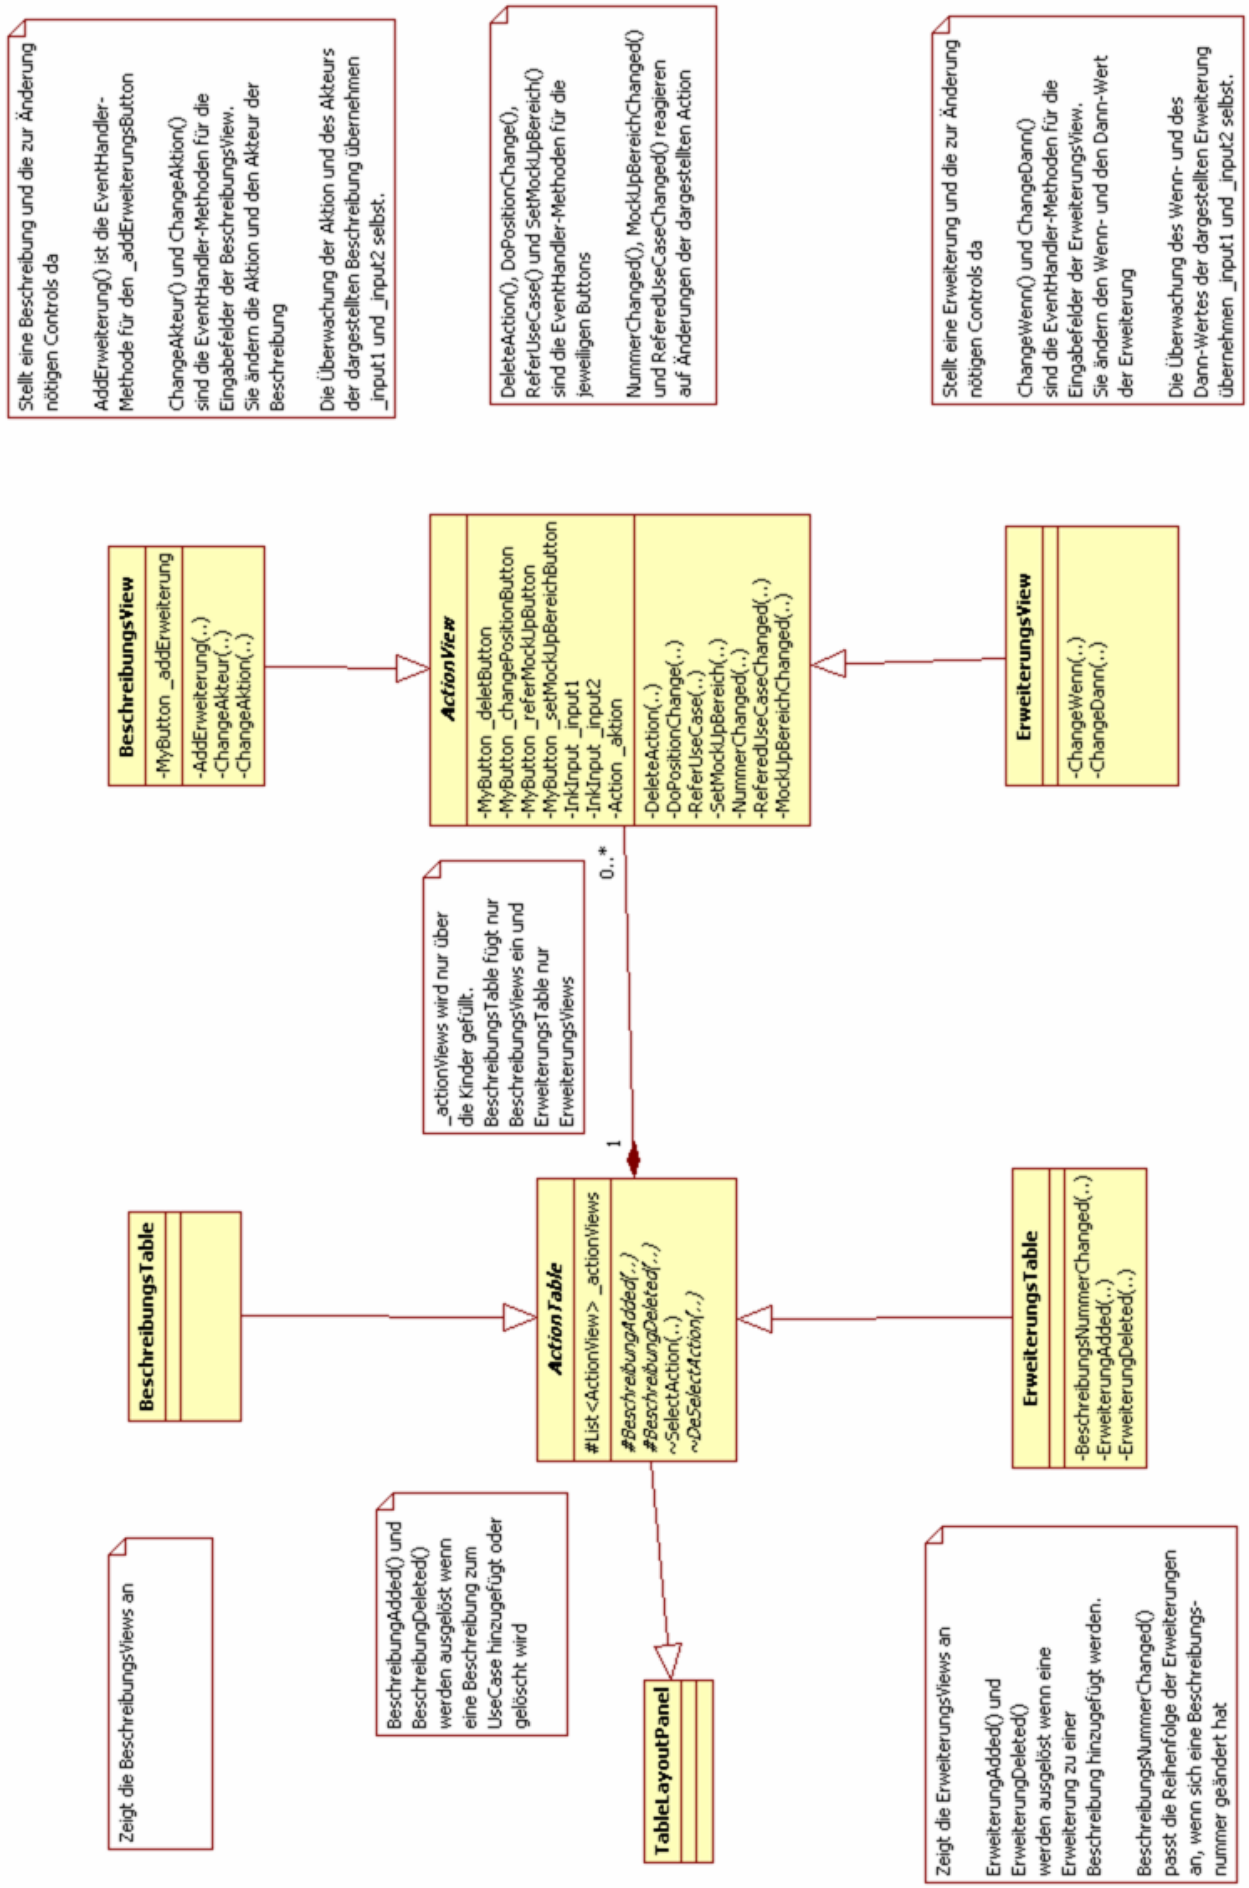 Zeigt die BeschreibungsViews an
BeschreibungsTable
BeschreibungsView
-MyButton _addErweiterung
-AddErweiterung(..)
-ChangeAkteur(..)
-ChangeAktion(..)
Stellt eine Beschreibung und die zur Änderung
nötigen Controls da
AddErweiterung() ist die EventHandler-
Methode für den _addErweiterungsButton
ChangeAkteur() und ChangeAktion()
sind die EventHandler-Methoden für die
Eingabefelder der BeschreibungsView.
Sie ändern die Aktion und den Akteur der
Beschreibung
Die Überwachung der Aktion und des Akteurs
der dargestellten Beschreibung übernehmen
_input1 und _input2 selbst.
BeschreibungAdded() und
BeschreibungDeleted()
werden ausgelöst wenn
eine Beschreibung zum
UseCase hinzugefügt oder
gelöscht wird
_actionViews wird nur über
die Kinder gefüllt.
BeschreibungsTable fügt nur
BeschreibungsViews ein und
ErweiterungsTable nur
ErweiterungsViews
ActionView
-MyButton _deletButton
-MyButton _changePositionButton
-MyButton _referMockUpButton
-MyButton _setMockUpBereichButton
-InkInput _input1
-InkInput _input2
-Action _aktion
-DeleteAction(..)
-DoPositionChange(..)
-ReferUseCase(..)
-SetMockUpBereich(..)
-NummerChanged(..)
-ReferedUseCaseChanged(..)
-MockUpBereichChanged(..)
DeleteAction(), DoPositionChange(),
ReferUseCase() und SetMockUpBereich()
sind die EventHandler-Methoden für die
jeweiligen Buttons
NummerChanged(), MockUpBereichChanged()
und ReferedUseCaseChanged() reagieren
auf Änderungen der dargestellten Action
ActionTable
#List<ActionView> _actionViews
#BeschreibungAdded(..)
#BeschreibungDeleted(..)
~SelectAction(..)
~DeSelectAction(..)
1
0..*
TableLayoutPanel
Zeigt die ErweiterungsViews an
ErweiterungAdded() und
ErweiterungDeleted()
werden ausgelöst wenn eine
Erweiterung zu einer
Beschreibung hinzugefügt werden.
BeschreibungsNummerChanged()
passt die Reihenfolge der Erweiterungen
an, wenn sich eine Beschreibungs-
nummer geändert hat
ErweiterungsTable
-BeschreibungsNummerChanged(..)
-ErweiterungAdded(..)
-ErweiterungDeleted(..)
ErweiterungsView
-ChangeWenn(..)
-ChangeDann(..)
Stellt eine Erweiterung und die zur Änderung
nötigen Controls da
ChangeWenn() und ChangeDann()
sind die EventHandler-Methoden für die
Eingabefelder der ErweiterungsView.
Sie ändern den Wenn- und den Dann-Wert
der Erweiterung
Die Überwachung des Wenn- und des
Dann-Wertes der dargestellten Erweiterung
übernehmen _input1 und _input2 selbst.